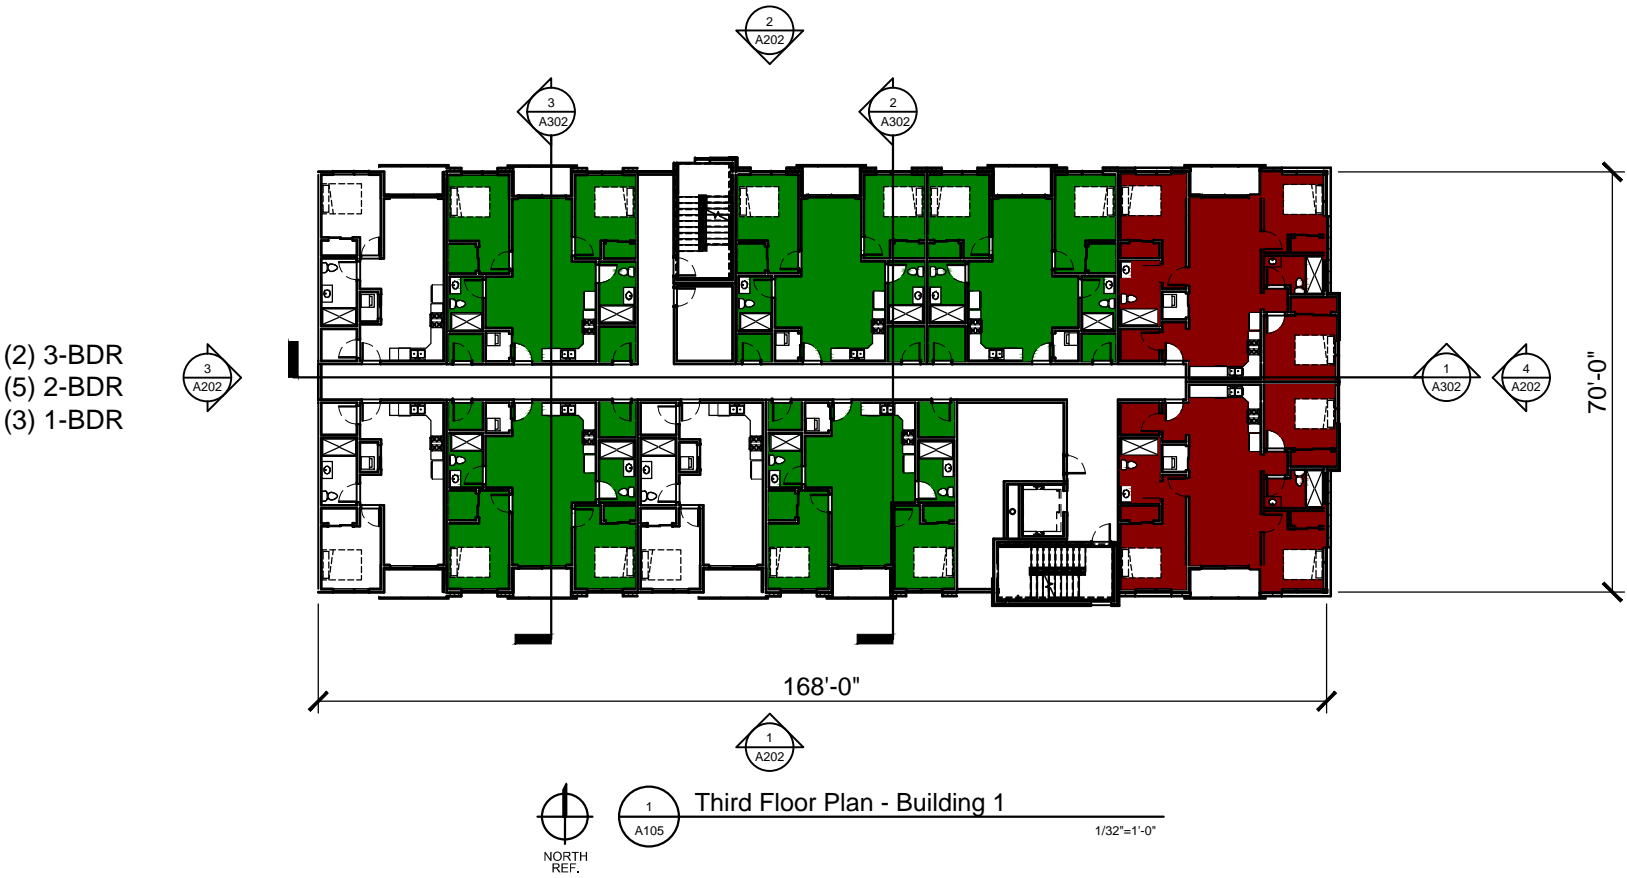 2
A202
3
A302
2
A302
(2) 3-BDR
(5) 2-BDR
(3) 1-BDR
3
A202
1
A302
4
A202
70'-0"
168'-0"
1
A202
1
A105
Third Floor Plan - Building 1
1/32"=1'-0"
NORTH
REF.